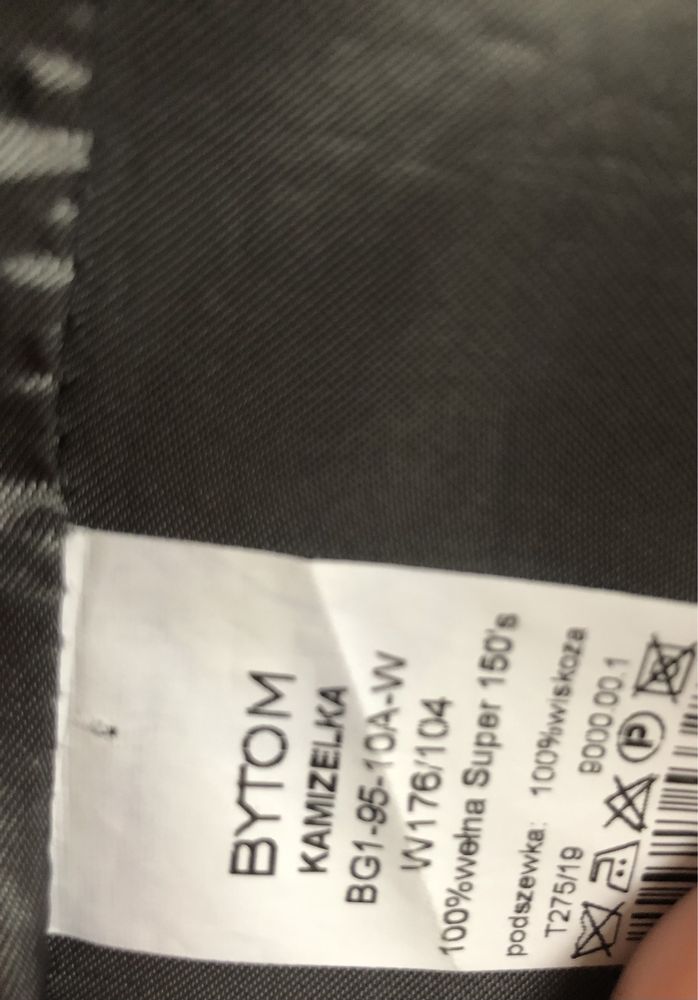 BYTOM
KAMIZELKA
BG1-95-10A-W
W176/104
100%wełna Super 150's
podszewka: 100%wiskoza
T275/19 9000.00.1
P